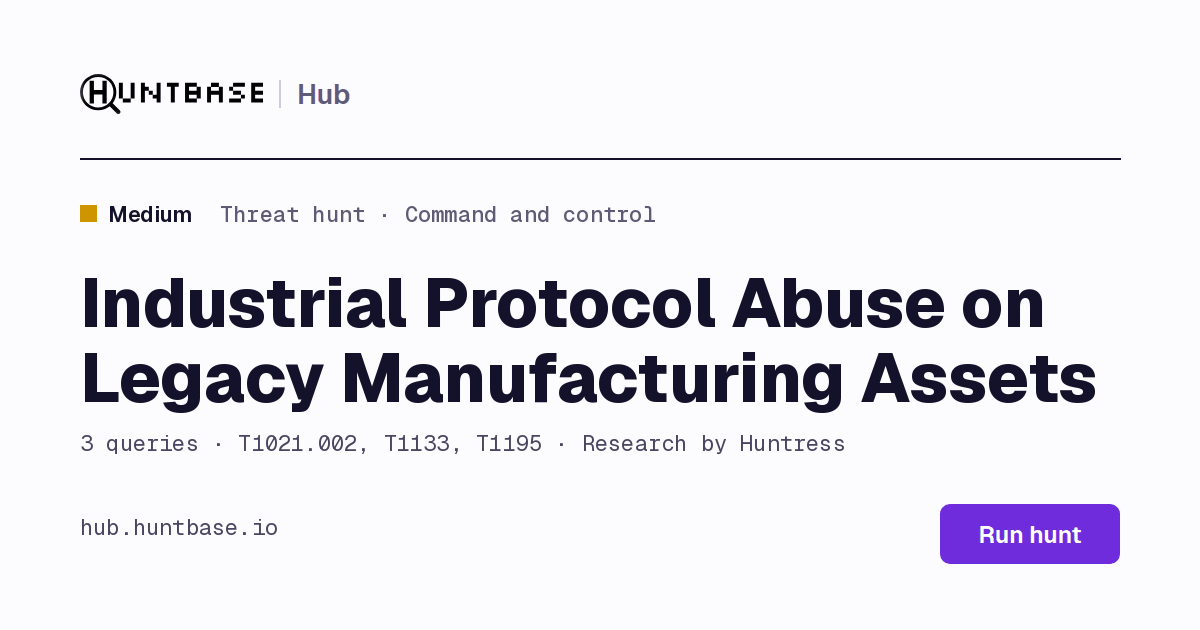 HUNTBASE Hub
Medium Threat hunt · Command and control
Industrial Protocol Abuse on
Legacy Manufacturing Assets
3 queries · T1021.002, T1133, T1195 · Research by Huntress
hub.huntbase.io
Run hunt